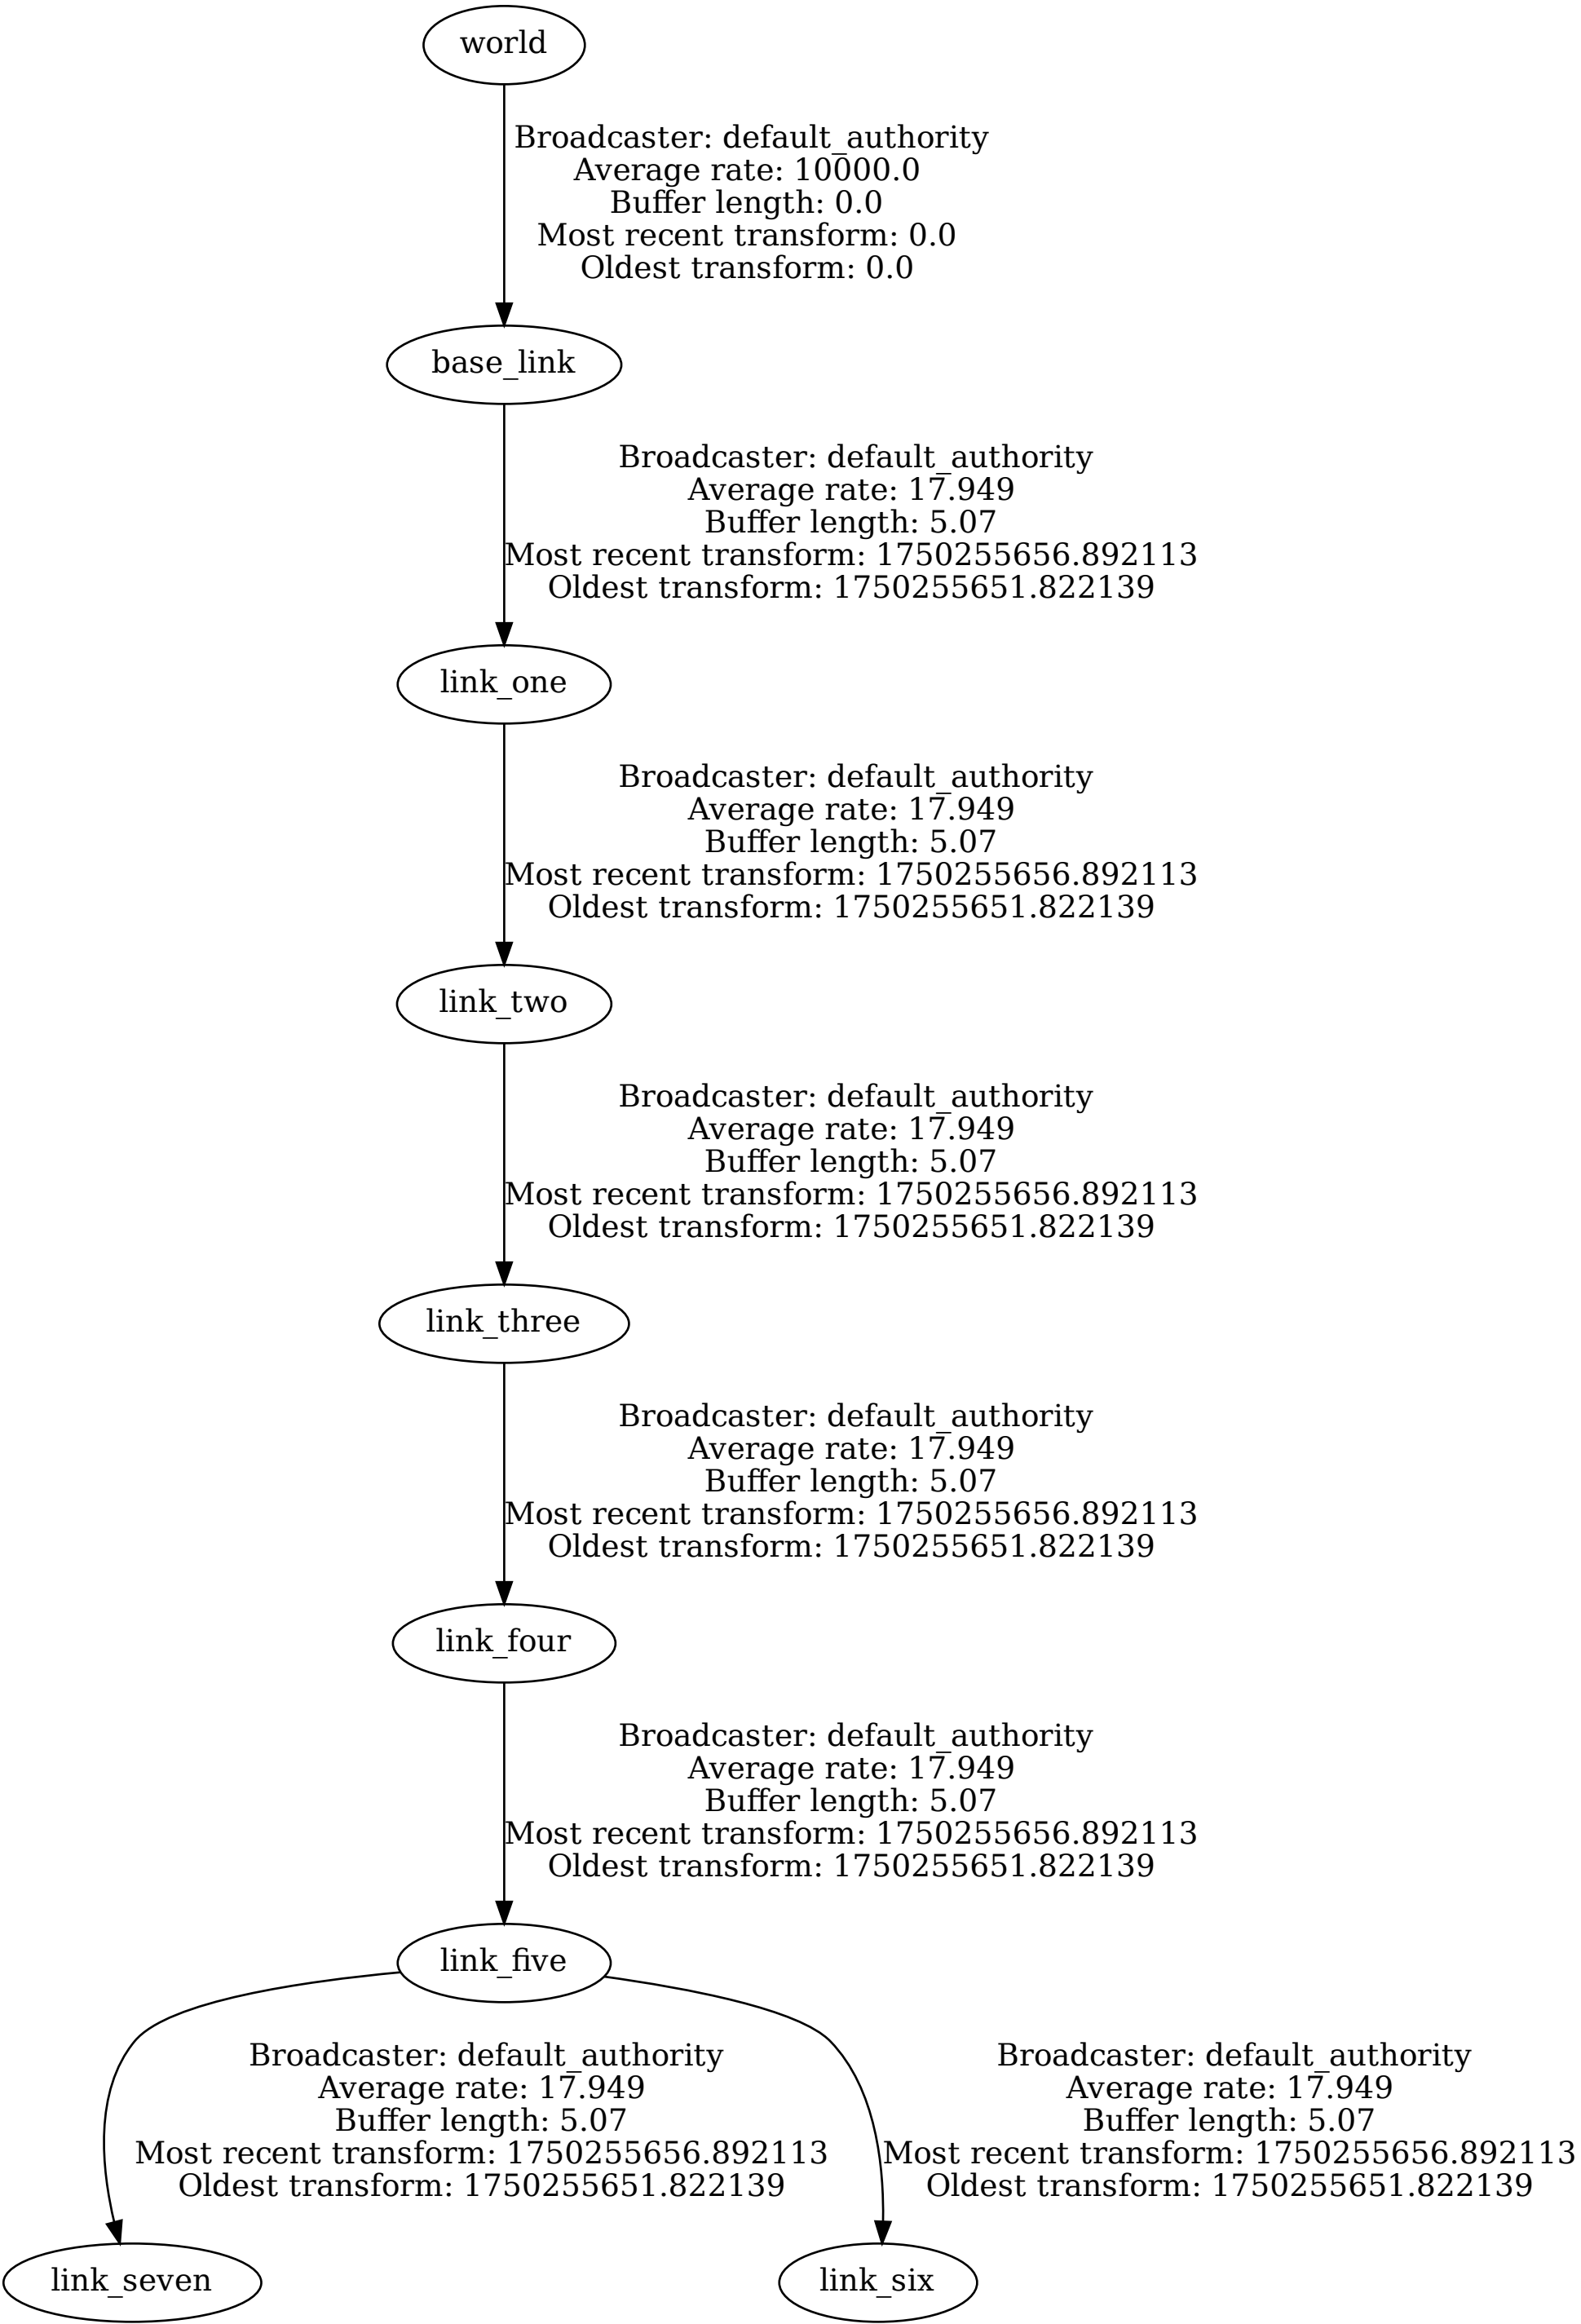 world
Broadcaster: default_authority
Average rate: 10000.0
Buffer length: 0.0
Most recent transform: 0.0
Oldest transform: 0.0
base_link
Broadcaster: default_authority
Average rate: 17.949
Buffer length: 5.07
Most recent transform: 1750255656.892113
Oldest transform: 1750255651.822139
link_one
Broadcaster: default_authority
Average rate: 17.949
Buffer length: 5.07
Most recent transform: 1750255656.892113
Oldest transform: 1750255651.822139
link_two
Broadcaster: default_authority
Average rate: 17.949
Buffer length: 5.07
Most recent transform: 1750255656.892113
Oldest transform: 1750255651.822139
link_three
Broadcaster: default_authority
Average rate: 17.949
Buffer length: 5.07
Most recent transform: 1750255656.892113
Oldest transform: 1750255651.822139
link_four
Broadcaster: default_authority
Average rate: 17.949
Buffer length: 5.07
Most recent transform: 1750255656.892113
Oldest transform: 1750255651.822139
link_five
Broadcaster: default_authority
Average rate: 17.949
Buffer length: 5.07
Most recent transform: 1750255656.892113
Oldest transform: 1750255651.822139
Broadcaster: default_authority
Average rate: 17.949
Buffer length: 5.07
Most recent transform: 1750255656.892113
Oldest transform: 1750255651.822139
link_seven
link_six